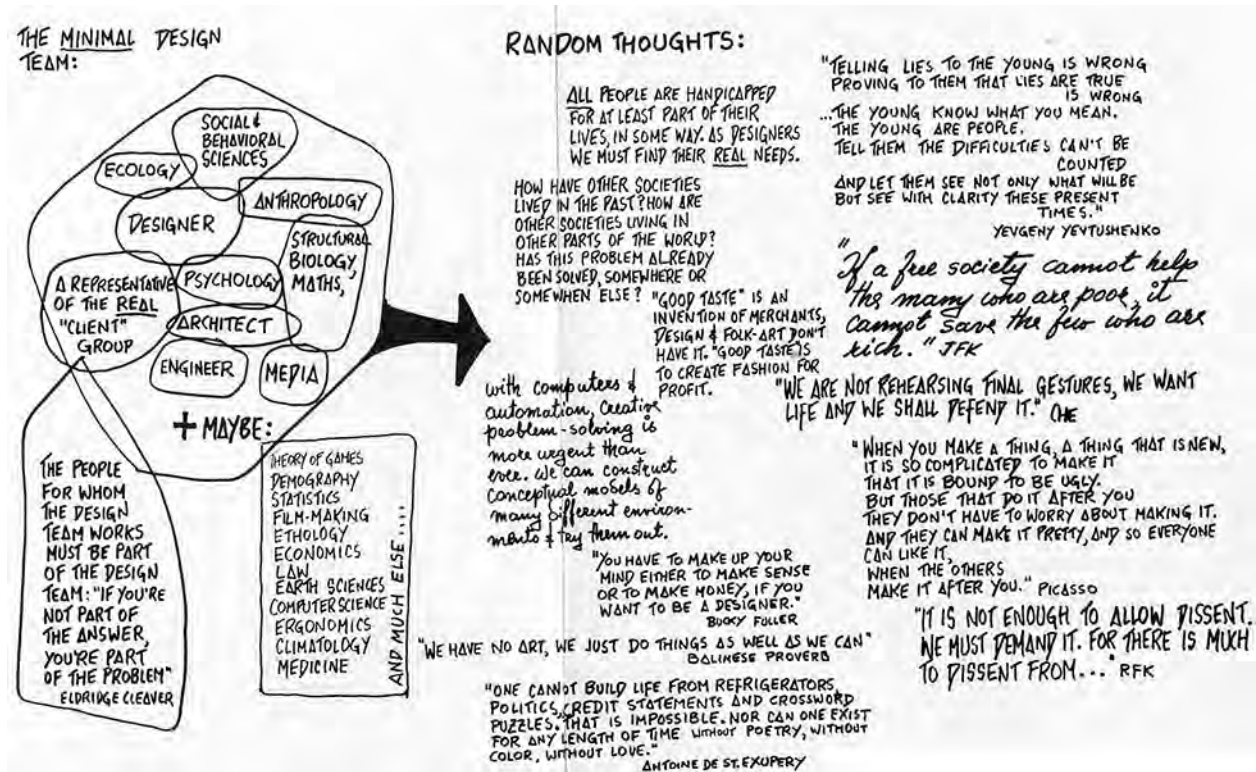 THE MINIMAL DESIGN
TEAM:
SOCIAL &
BEHAVIORAL
SCIENCES
ECOLOGY
ANTHROPOLOGY
DESIGNER
STRUCTURAL
BIOLOGY,
MATHS,
A REPRESENTATIVE
OF THE REAL
"CLIENT"
GROUP
PSYCHOLOGY
ARCHITECT
ENGINEER
MEDIA
+ MAYBE:
THE PEOPLE
FOR WHOM
THE DESIGN
TEAM WORKS
MUST BE PART
OF THE DESIGN
TEAM: "IF YOU'RE
NOT PART OF
THE ANSWER,
YOU'RE PART
OF THE PROBLEM"
ELDRIDGE CLEAVER
THEORY OF GAMES
DEMOGRAPHY
STATISTICS
FILM-MAKING
ETHOLOGY
ECONOMICS
LAW
EARTH SCIENCES
COMPUTER SCIENCE
ERGONOMICS
CLIMATOLOGY
MEDICINE
AND MUCH ELSE....
RANDOM THOUGHTS:
ALL PEOPLE ARE HANDICAPPED
FOR AT LEAST PART OF THEIR
LIVES, IN SOME WAY. AS DESIGNERS
WE MUST FIND THEIR REAL NEEDS.
HOW HAVE OTHER SOCIETIES
LIVED IN THE PAST? HOW ARE
OTHER SOCIETIES LIVING IN
OTHER PARTS OF THE WORLD?
HAS THIS PROBLEM ALREADY
BEEN SOLVED, SOMEWHERE OR
SOMEWHEN ELSE?
"GOOD TASTE" IS AN
INVENTION OF MERCHANTS,
DESIGN & FOLK-ART DON'T
HAVE IT. "GOOD TASTE IS
TO CREATE FASHION FOR
PROFIT.
with computers &
automation, creative
problem-solving is
more urgent than
ever. we can construct
conceptual models of
many different environ-
ments & try them out.
"YOU HAVE TO MAKE UP YOUR
MIND EITHER TO MAKE SENSE
OR TO MAKE MONEY, IF YOU
WANT TO BE A DESIGNER."
BUCKY FULLER
"WE HAVE NO ART, WE JUST DO THINGS AS WELL AS WE CAN"
BALINESE PROVERB
"ONE CANNOT BUILD LIFE FROM REFRIGERATORS,
POLITICS, CREDIT STATEMENTS AND CROSSWORD
PUZZLES." THAT IS IMPOSSIBLE. NOR CAN ONE EXIST
FOR ANY LENGTH OF TIME WITHOUT POETRY, WITHOUT
COLOR, WITHOUT LOVE."
ANTOINE DE ST. EXUPERY
"TELLING LIES TO THE YOUNG IS WRONG
PROVING TO THEM THAT LIES ARE TRUE
IS WRONG
...THE YOUNG KNOW WHAT YOU MEAN.
THE YOUNG ARE PEOPLE.
TELL THEM THE DIFFICULTIES CAN'T BE
COUNTED
AND LET THEM SEE NOT ONLY WHAT WILL BE
BUT SEE WITH CLARITY THESE PRESENT
TIMES."
YEVGENY YEVTUSHENKO
"If a free society cannot help
the many who are poor, it
cannot save the few who are
rich." JFK
"WE ARE NOT REHEARSING FINAL GESTURES, WE WANT
LIFE AND WE SHALL DEFEND IT." CHE
"WHEN YOU MAKE A THING, A THING THAT IS NEW,
IT IS SO COMPLICATED TO MAKE IT
THAT IT IS BOUND TO BE UGLY.
BUT THOSE THAT DO IT AFTER YOU
THEY DON'T HAVE TO WORRY ABOUT MAKING IT.
AND THEY CAN MAKE IT PRETTY, AND SO EVERYONE
CAN LIKE IT,
WHEN THE OTHERS
MAKE IT AFTER YOU." PICASSO
"IT IS NOT ENOUGH TO ALLOW DISSENT.
WE MUST DEMAND IT. FOR THERE IS MUCH
TO DISSENT FROM... " RFK